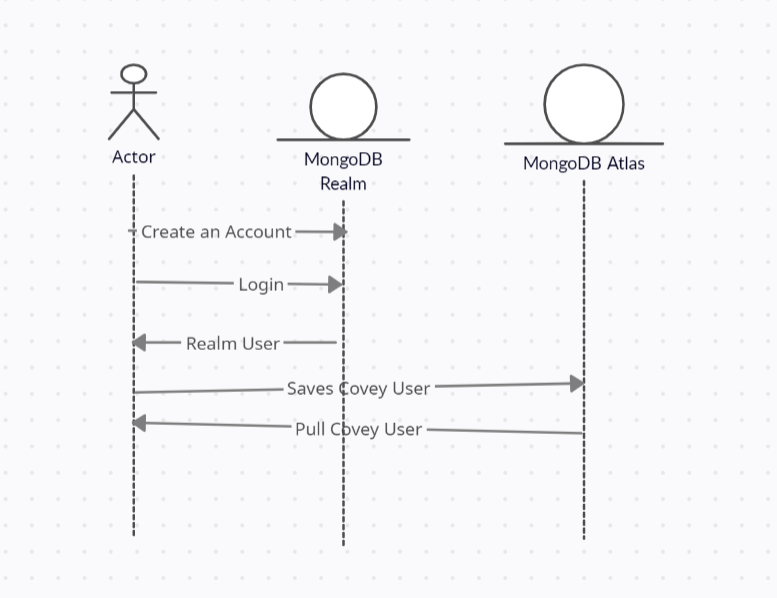 Actor
MongoDB
Realm
MongoDB Atlas
Create an Account
Login
Realm User
Saves Covey User
Pull Covey User